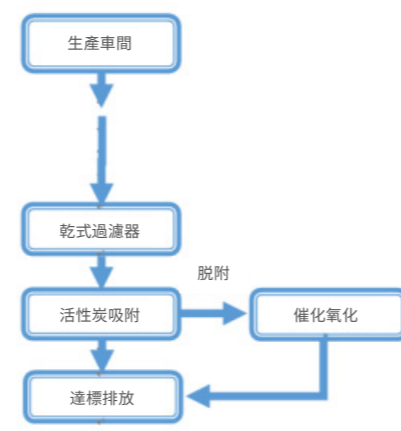 生產車間
乾式過濾器
脱附
活性炭吸附
催化氧化
達標排放